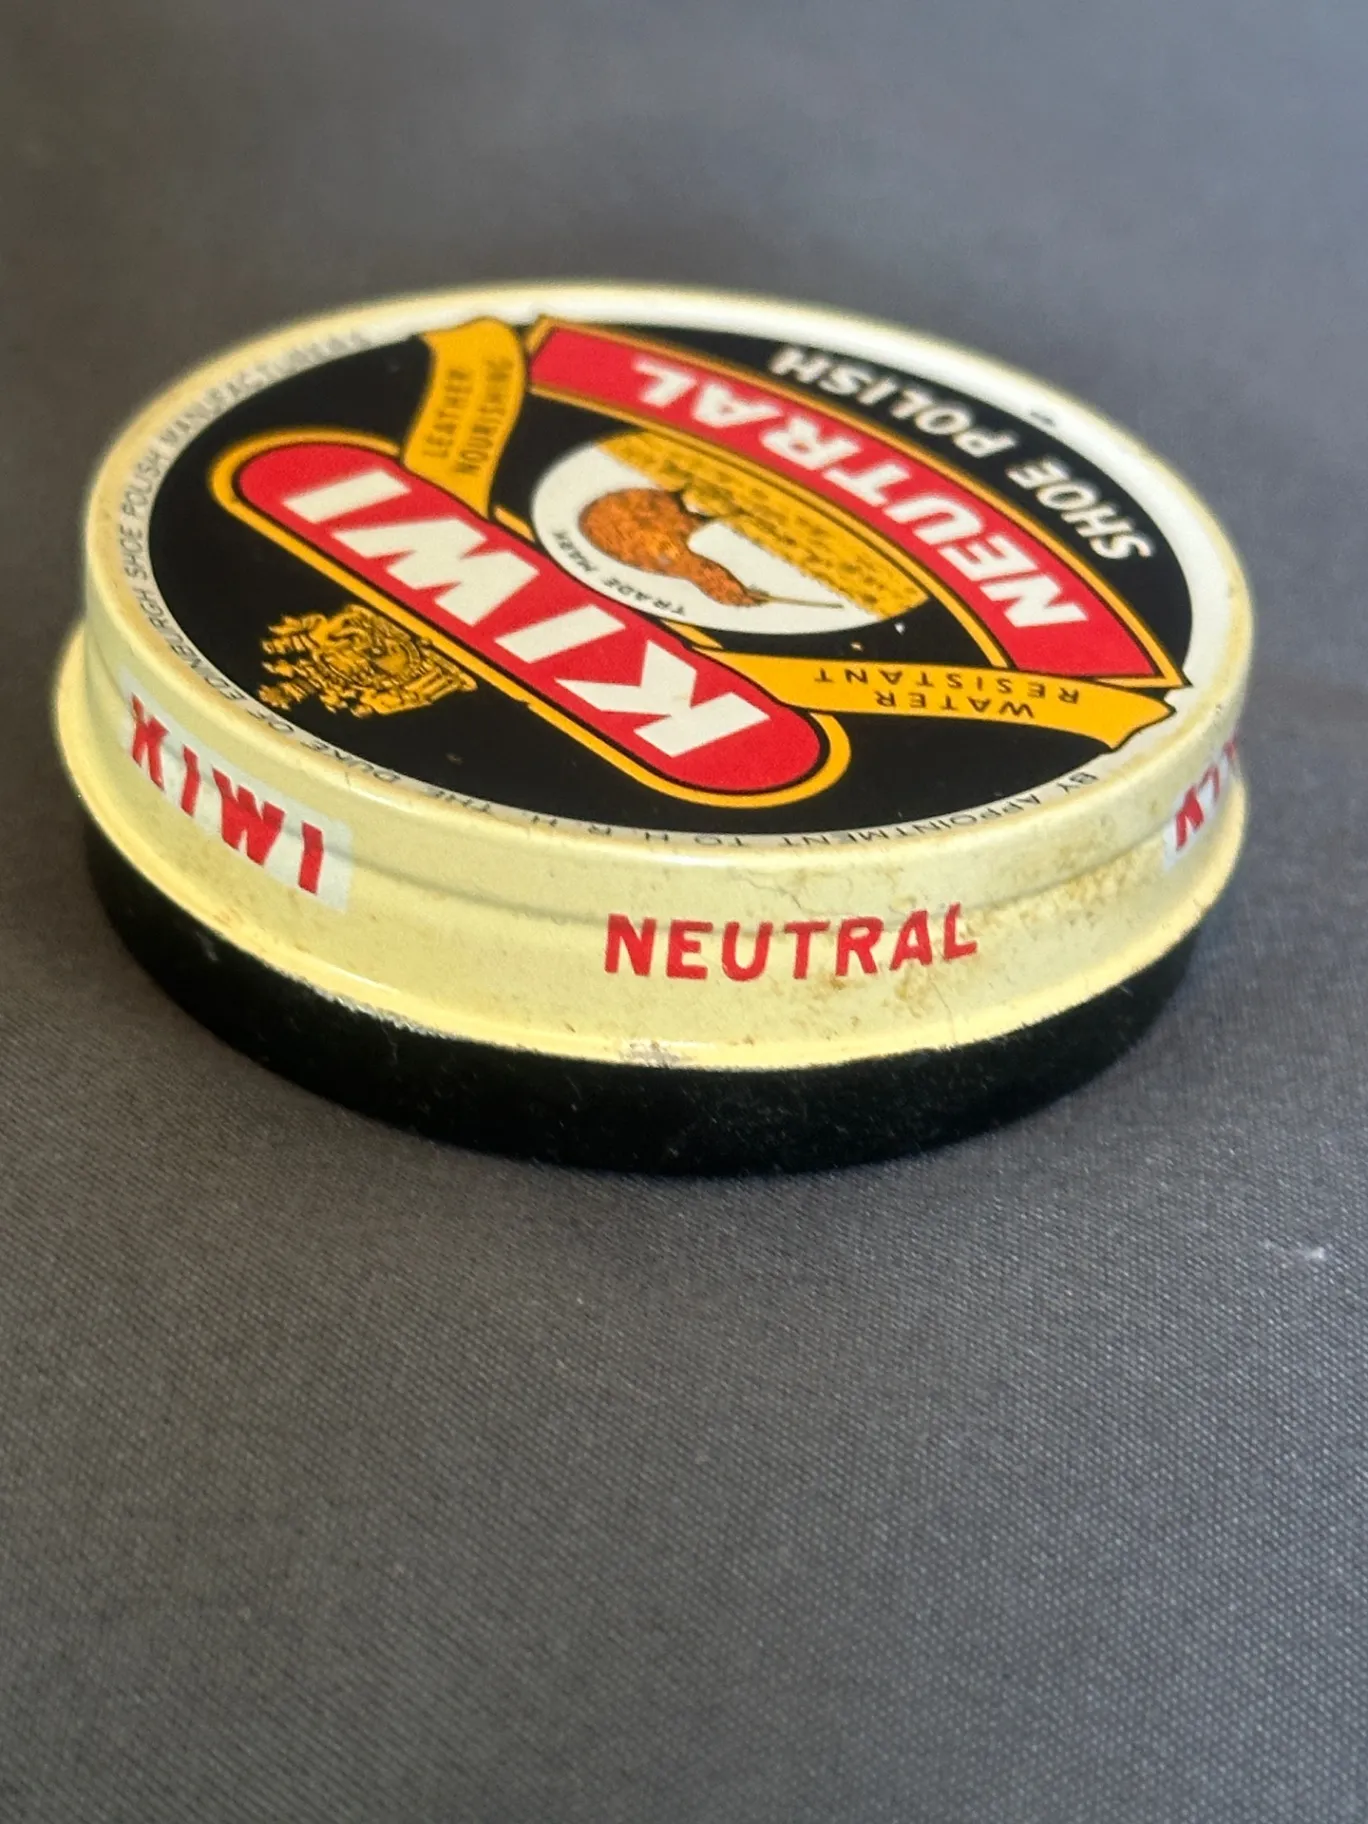 BY APPOINTMENT TO H. R. H. THE DUKE OF EDINBURGH SHOE POLISH MANUFACTURERS
KIWI
WATER
RESISTANT
LEATHER
NOURISHING
TRADE MARK
NEUTRAL
SHOE POLISH
KIWI
NEUTRAL